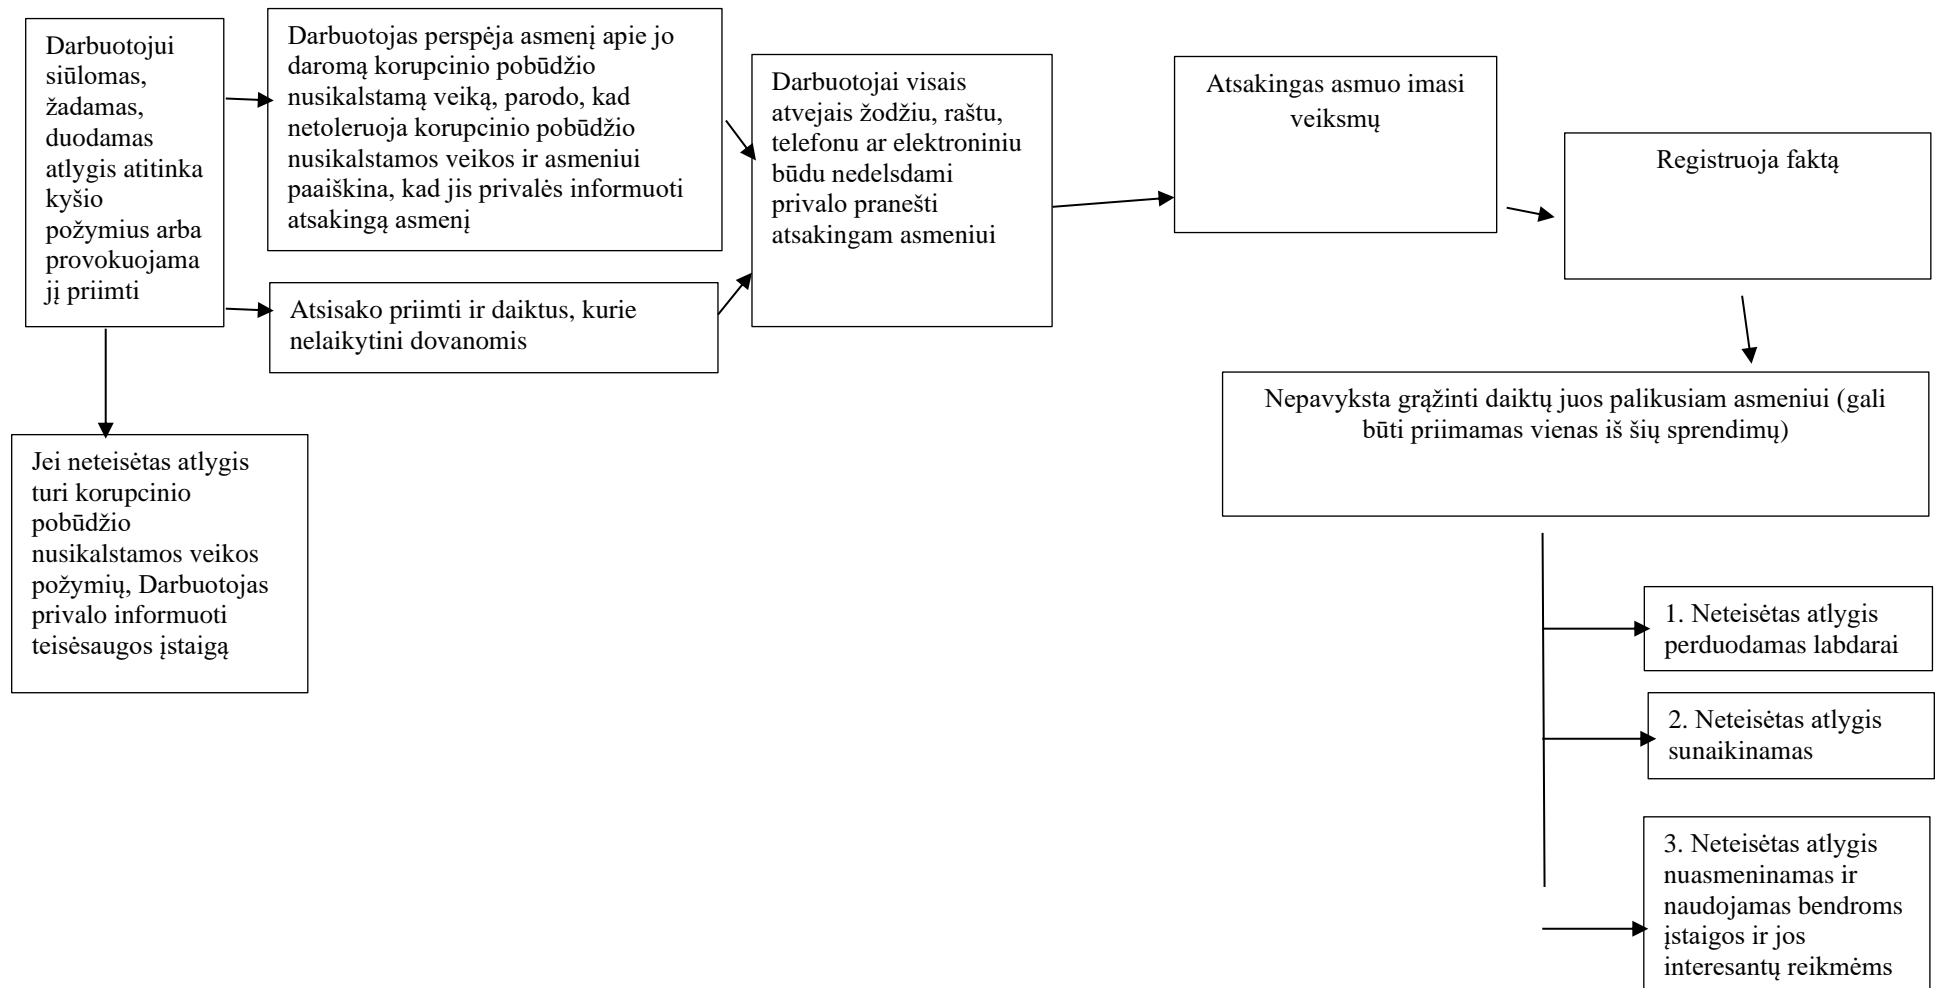 Darbuotojui
siūlomas,
žadamas,
duodamas
atlygis atitinka
kyšio
požymius arba
provokuojama
jį priimti
Darbuotojas perspėja asmenį apie jo
daromą korupcinio pobūdžio
nusikalstamą veiką, parodo, kad
netoleruoja korupcinio pobūdžio
nusikalstamos veikos ir asmeniui
paaiškina, kad jis privalės informuoti
atsakingą asmenį
Atsisako priimti ir daiktus, kurie
nelaikytini dovanomis
Darbuotojai visais
atvejais žodžiu, raštu,
telefonu ar elektroniniu
būdu nedelsdami
privalo pranešti
atsakingam asmeniui
Atsakingas asmuo imasi
veiksmų
Registruoja faktą
Jei neteisėtas atlygis
turi korupcinio
pobūdžio
nusikalstamos veikos
požymių, Darbuotojas
privalo informuoti
teisėsaugos įstaigą
Nepavyksta grąžinti daiktų juos palikusiam asmeniui (gali
būti priimamas vienas iš šių sprendimų)
1. Neteisėtas atlygis
perduodamas labdarai
2. Neteisėtas atlygis
sunaikinamas
3. Neteisėtas atlygis
nuasmeninamas ir
naudojamas bendroms
įstaigos ir jos
interesantų reikmėms